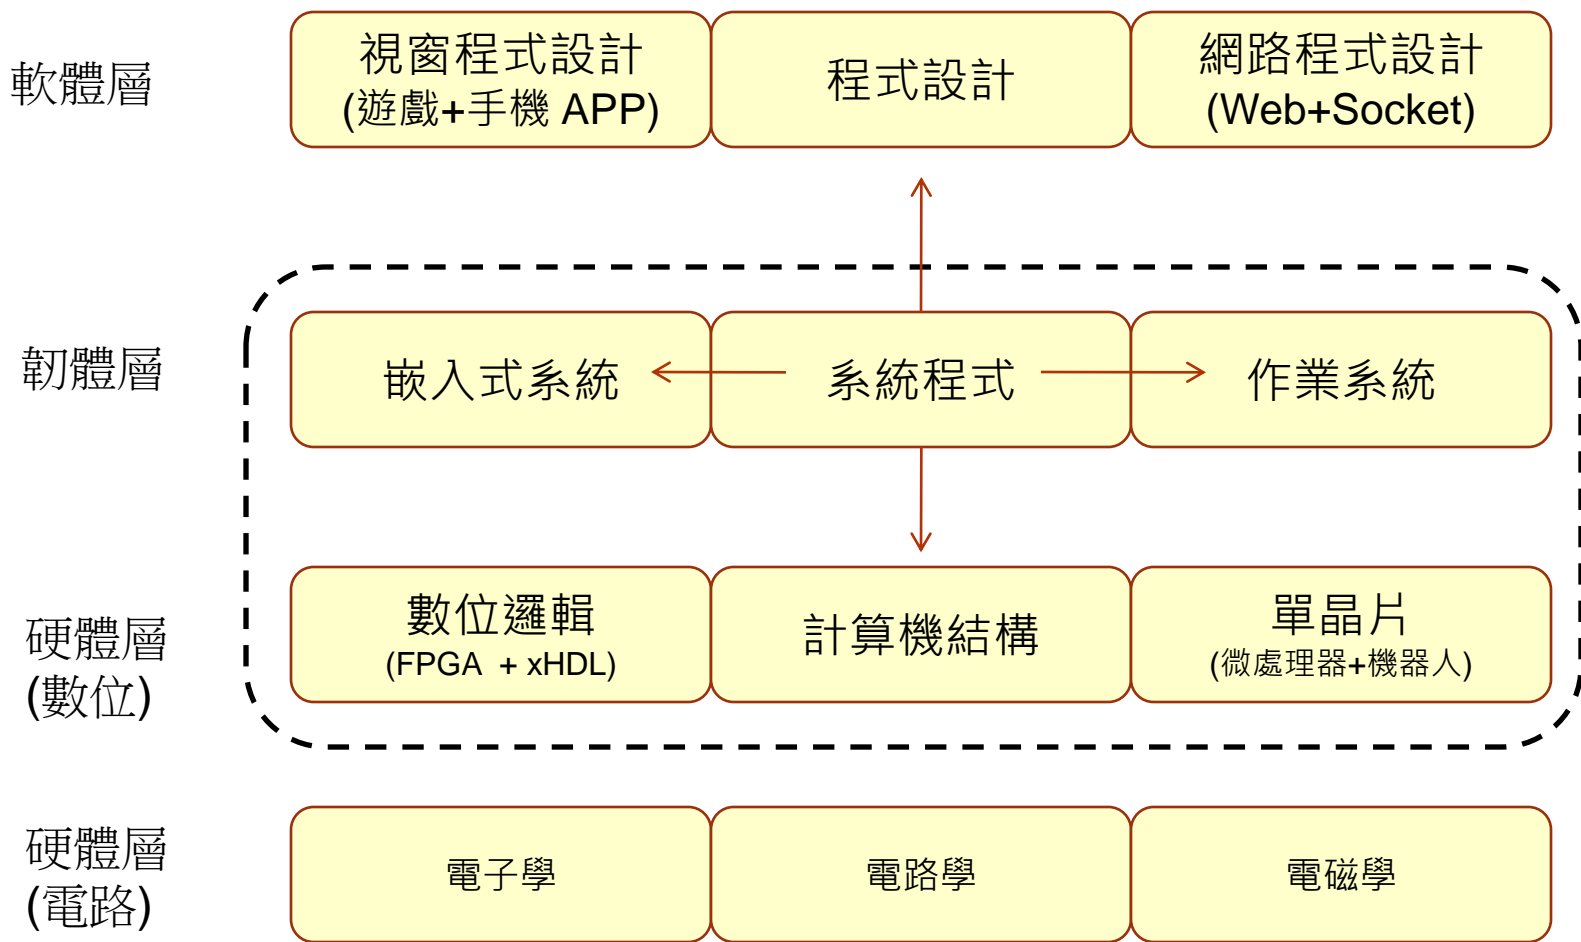 軟體層
視窗程式設計
(遊戲+手機 APP)
程式設計
網路程式設計
(Web+Socket)
韌體層
嵌入式系統
系統程式
作業系統
硬體層
(數位)
數位邏輯
(FPGA + xHDL)
計算機結構
單晶片
(微處理器+機器人)
硬體層
(電路)
電子學
電路學
電磁學